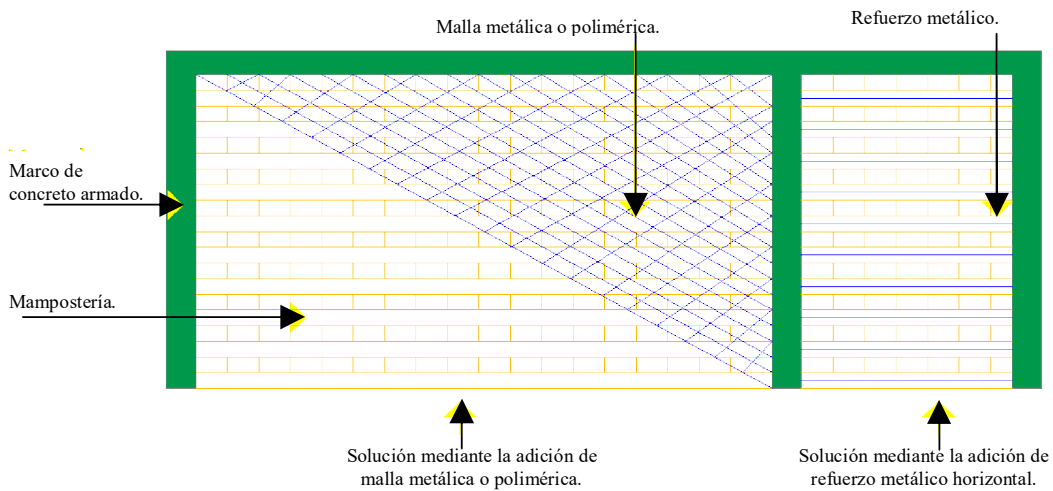 Malla metálica o polimérica.
Refuerzo metálico.
Marco de
concreto armado.
Mampostería.
Solución mediante la adición de
malla metálica o polimérica.
Solución mediante la adición de
refuerzo metálico horizontal.